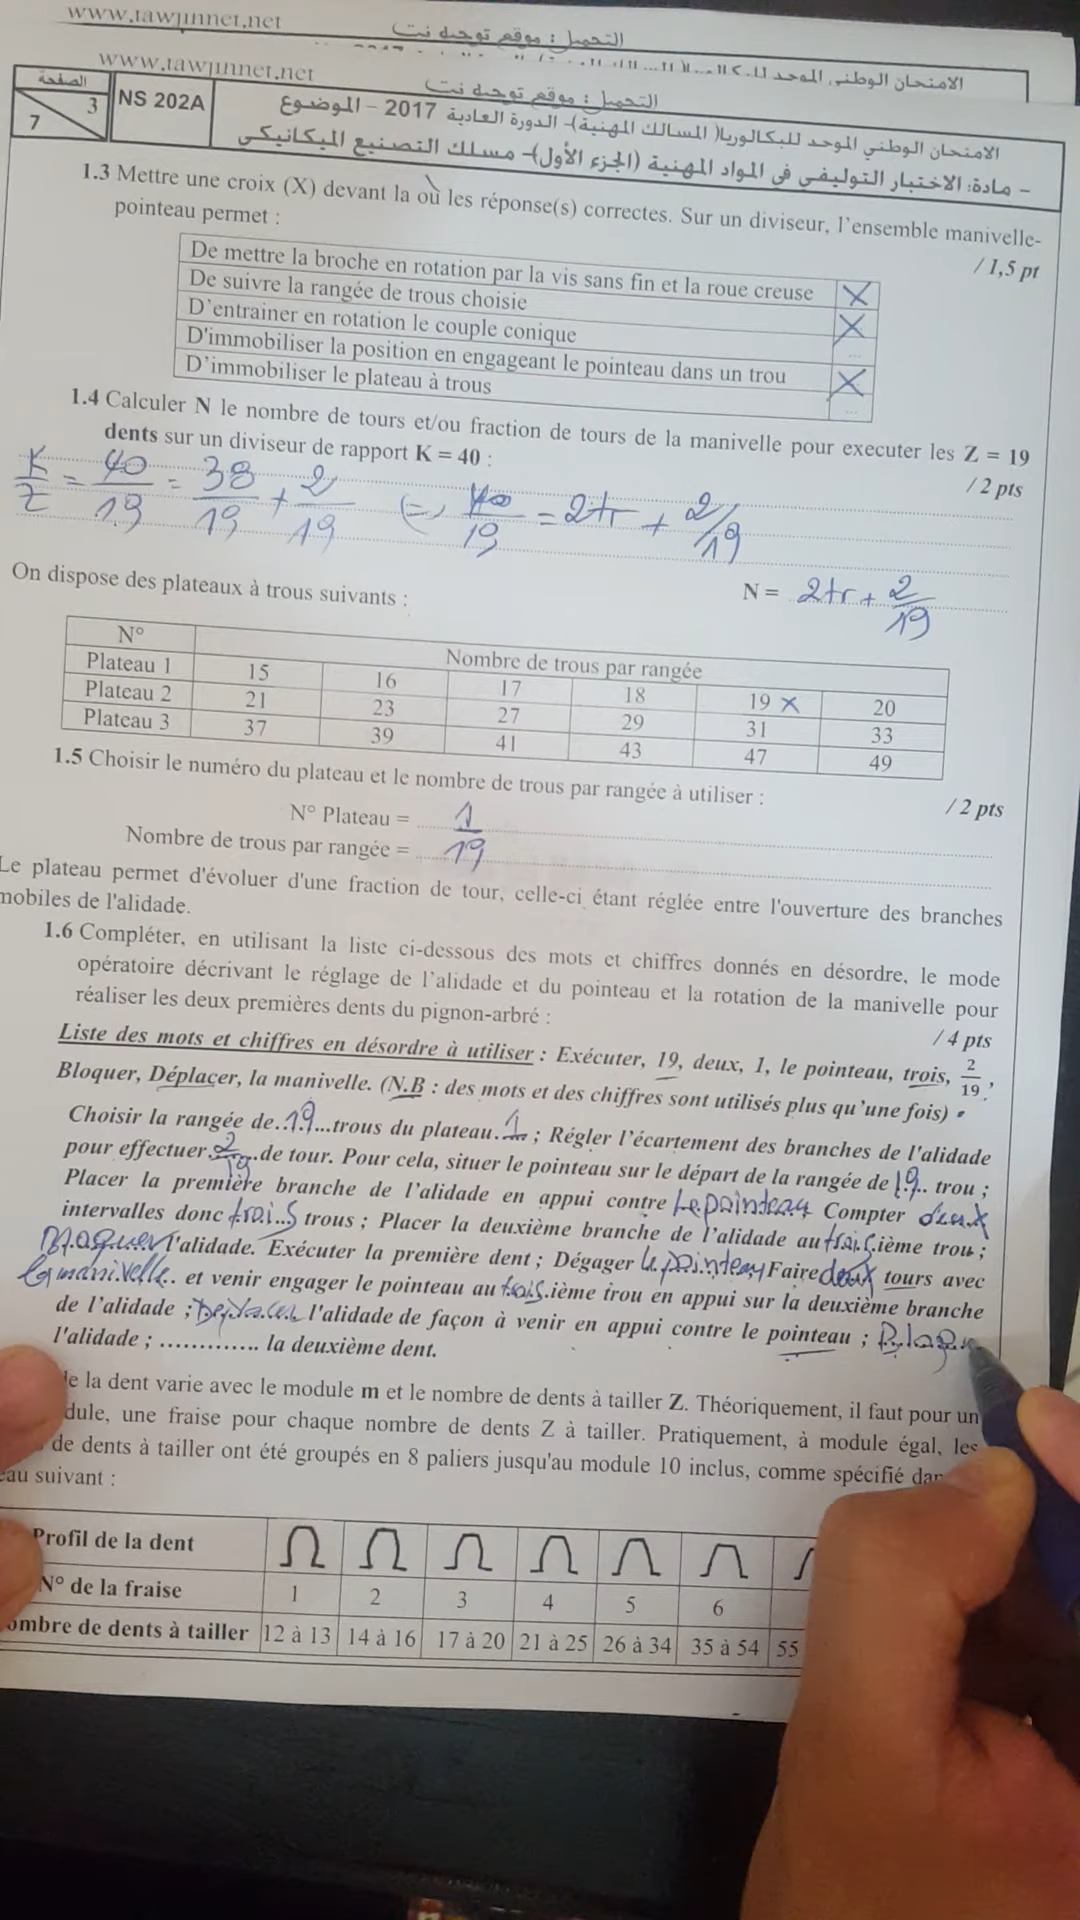 www.tawjihnet.net
التحميل : موقع توجيه نت
www.tawjihnet.net
التحميل : موقع توجيه نت
الصفحة
3
7
NS 202A
الامتحان الوطني الموحد للبكالوريا (المسالك المهنية) - الدورة العادية 2017 - الموضوع
- مادة: الاختبار التوليفي في المواد المهنية (الجزء الأول) - مسلك التصنيع الميكانيكي
1.3 Mettre une croix (X) devant la où les réponse(s) correctes. Sur un diviseur, l'ensemble manivelle-
pointeau permet :
/ 1,5 pt
De mettre la broche en rotation par la vis sans fin et la roue creuse X
De suivre la rangée de trous choisie X
D'entrainer en rotation le couple conique ...
D'immobiliser la position en engageant le pointeau dans un trou X
D'immobiliser le plateau à trous ...
1.4 Calculer N le nombre de tours et/ou fraction de tours de la manivelle pour executer les Z = 19
dents sur un diviseur de rapport K = 40 :
/ 2 pts
K/Z = 40/19 = 38/19 + 2/19 (=) 40/19 = 2tr + 2/19
N = 2tr + 2/19
On dispose des plateaux à trous suivants :
N° Nombre de trous par rangée
Plateau 1 15 16 17 18 19 X 20
Plateau 2 21 23 27 29 31 33
Plateau 3 37 39 41 43 47 49
1.5 Choisir le numéro du plateau et le nombre de trous par rangée à utiliser :
/ 2 pts
N° Plateau = 1
Nombre de trous par rangée = 19
Le plateau permet d'évoluer d'une fraction de tour, celle-ci étant réglée entre l'ouverture des branches
mobiles de l'alidade.
1.6 Compléter, en utilisant la liste ci-dessous des mots et chiffres donnés en désordre, le mode
opératoire décrivant le réglage de l'alidade et du pointeau et la rotation de la manivelle pour
réaliser les deux premières dents du pignon-arbré :
/ 4 pts
Liste des mots et chiffres en désordre à utiliser : Exécuter, 19, deux, 1, le pointeau, trois, 2/19,
Bloquer, Déplacer, la manivelle. (N.B : des mots et des chiffres sont utilisés plus qu'une fois)
Choisir la rangée de..19...trous du plateau..1.. ; Régler l'écartement des branches de l'alidade
pour effectuer..2/19..de tour. Pour cela, situer le pointeau sur le départ de la rangée de 19.. trou ;
Placer la première branche de l'alidade en appui contre Le pointeau Compter deux
intervalles donc trois trous ; Placer la deuxième branche de l'alidade au trois.ième trou ;
Bloquer l'alidade. Exécuter la première dent ; Dégager le pointeau ; Faire deux tours avec
la manivelle.. et venir engager le pointeau au trois.ième trou en appui sur la deuxième branche
de l'alidade ; Déplacer l'alidade de façon à venir en appui contre le pointeau ; Bloqu
l'alidade ; ............. la deuxième dent.
e la dent varie avec le module m et le nombre de dents à tailler Z. Théoriquement, il faut pour un
dule, une fraise pour chaque nombre de dents Z à tailler. Pratiquement, à module égal, les
de dents à tailler ont été groupés en 8 paliers jusqu'au module 10 inclus, comme spécifié dan
eau suivant :
Profil de la dent
N° de la fraise 1 2 3 4 5 6
ombre de dents à tailler 12 à 13 14 à 16 17 à 20 21 à 25 26 à 34 35 à 54 55